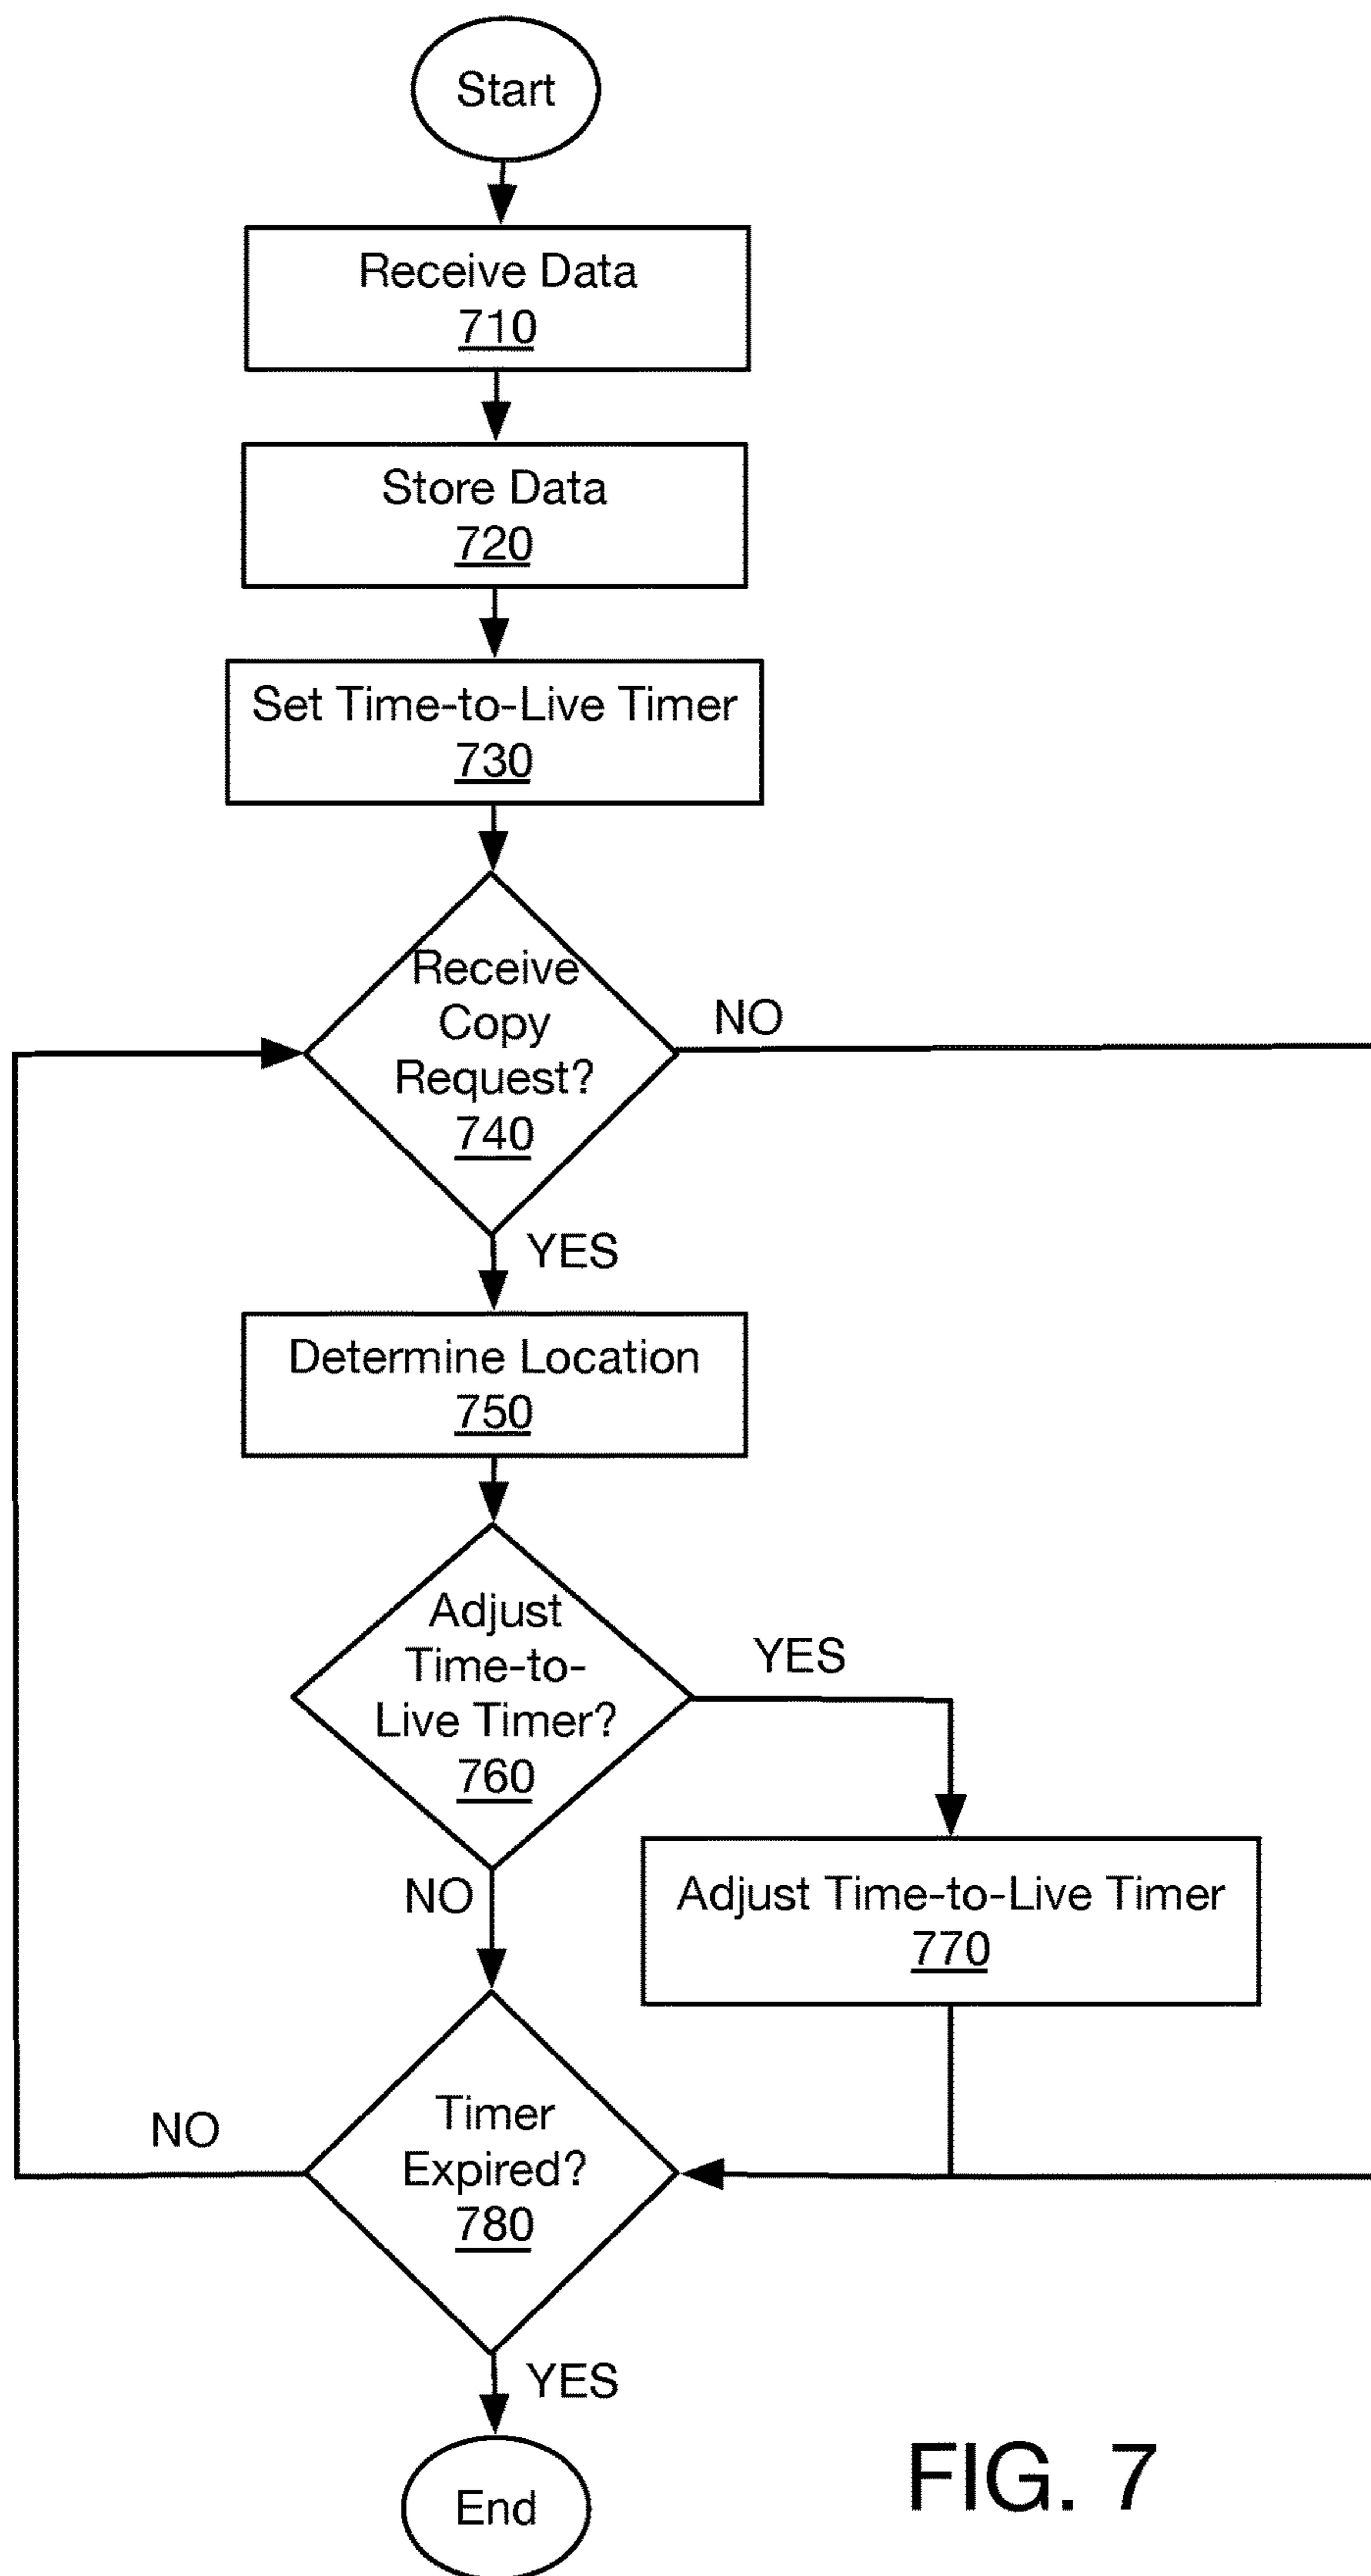 Start
Receive Data
710
Store Data
720
Set Time-to-Live Timer
730
Receive
Copy
Request?
740
NO
YES
Determine Location
750
Adjust
Time-to-
Live Timer?
760
YES
NO
Adjust Time-to-Live Timer
770
Timer
Expired?
780
NO
YES
End
FIG. 7